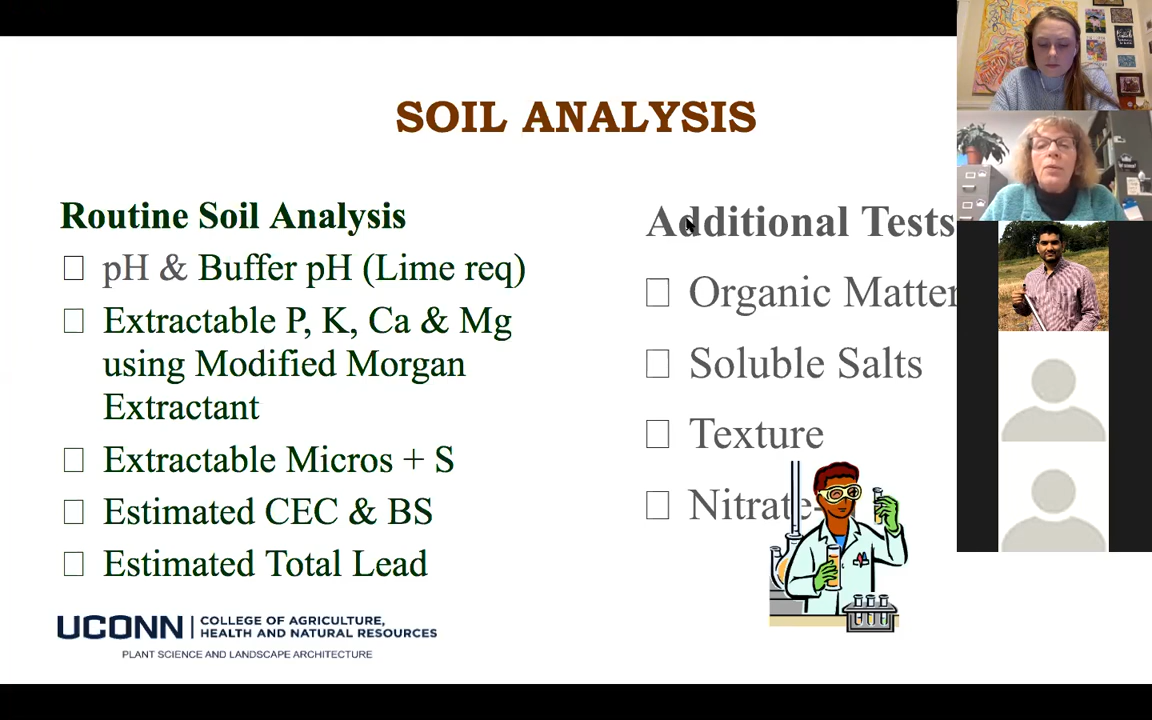 SOIL ANALYSIS
Routine Soil Analysis
pH & Buffer pH (Lime req)
Extractable P, K, Ca & Mg
using Modified Morgan
Extractant
Extractable Micros + S
Estimated CEC & BS
Estimated Total Lead
Additional Tests
Organic Matter
Soluble Salts
Texture
Nitrate-
UCONN
COLLEGE OF AGRICULTURE,
HEALTH AND NATURAL RESOURCES
PLANT SCIENCE AND LANDSCAPE ARCHITECTURE